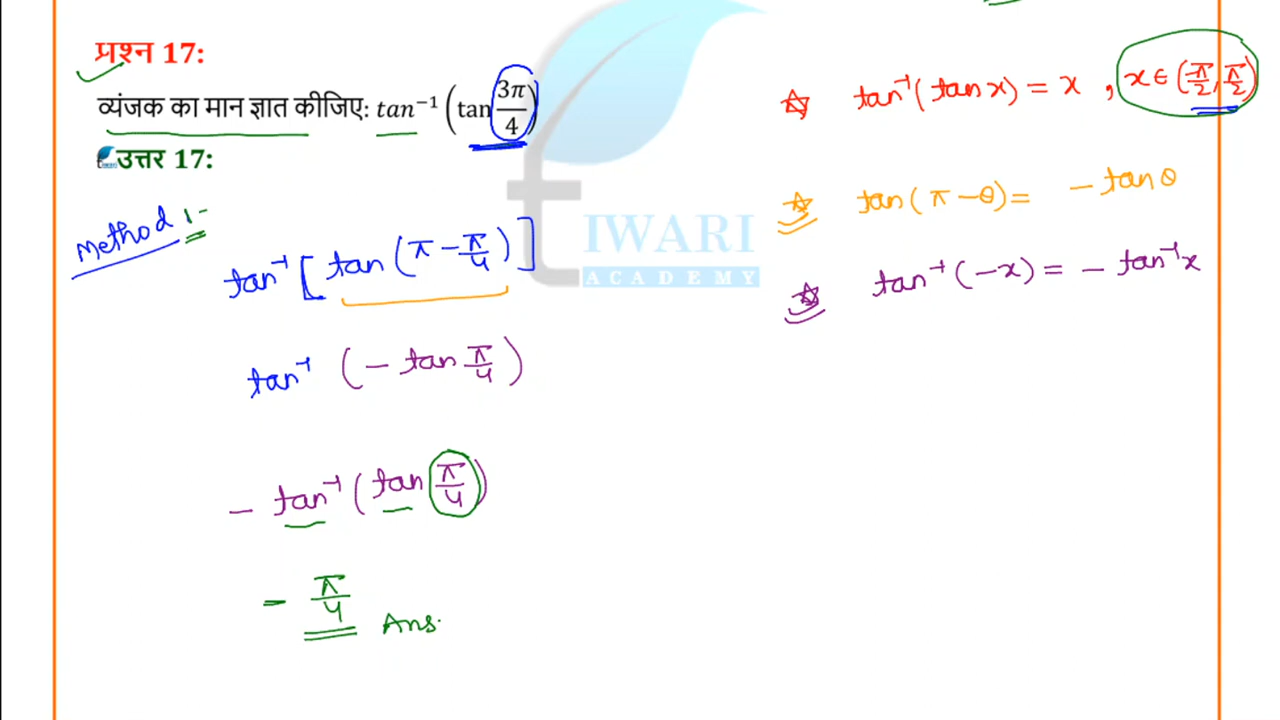 प्रश्न 17:
व्यंजक का मान ज्ञात कीजिए: tan⁻¹ (tan 3π/4)
उत्तर 17:
Method 1:-
tan⁻¹ [tan (π − π/4)]
tan⁻¹ (− tan π/4)
− tan⁻¹ (tan π/4)
− π/4 Ans.
☆ tan⁻¹(tan x) = x , x ∈ (-π/2, π/2)
☆ tan(π − θ) = − tan θ
☆ tan⁻¹(−x) = − tan⁻¹x
TIWARI
ACADEMY